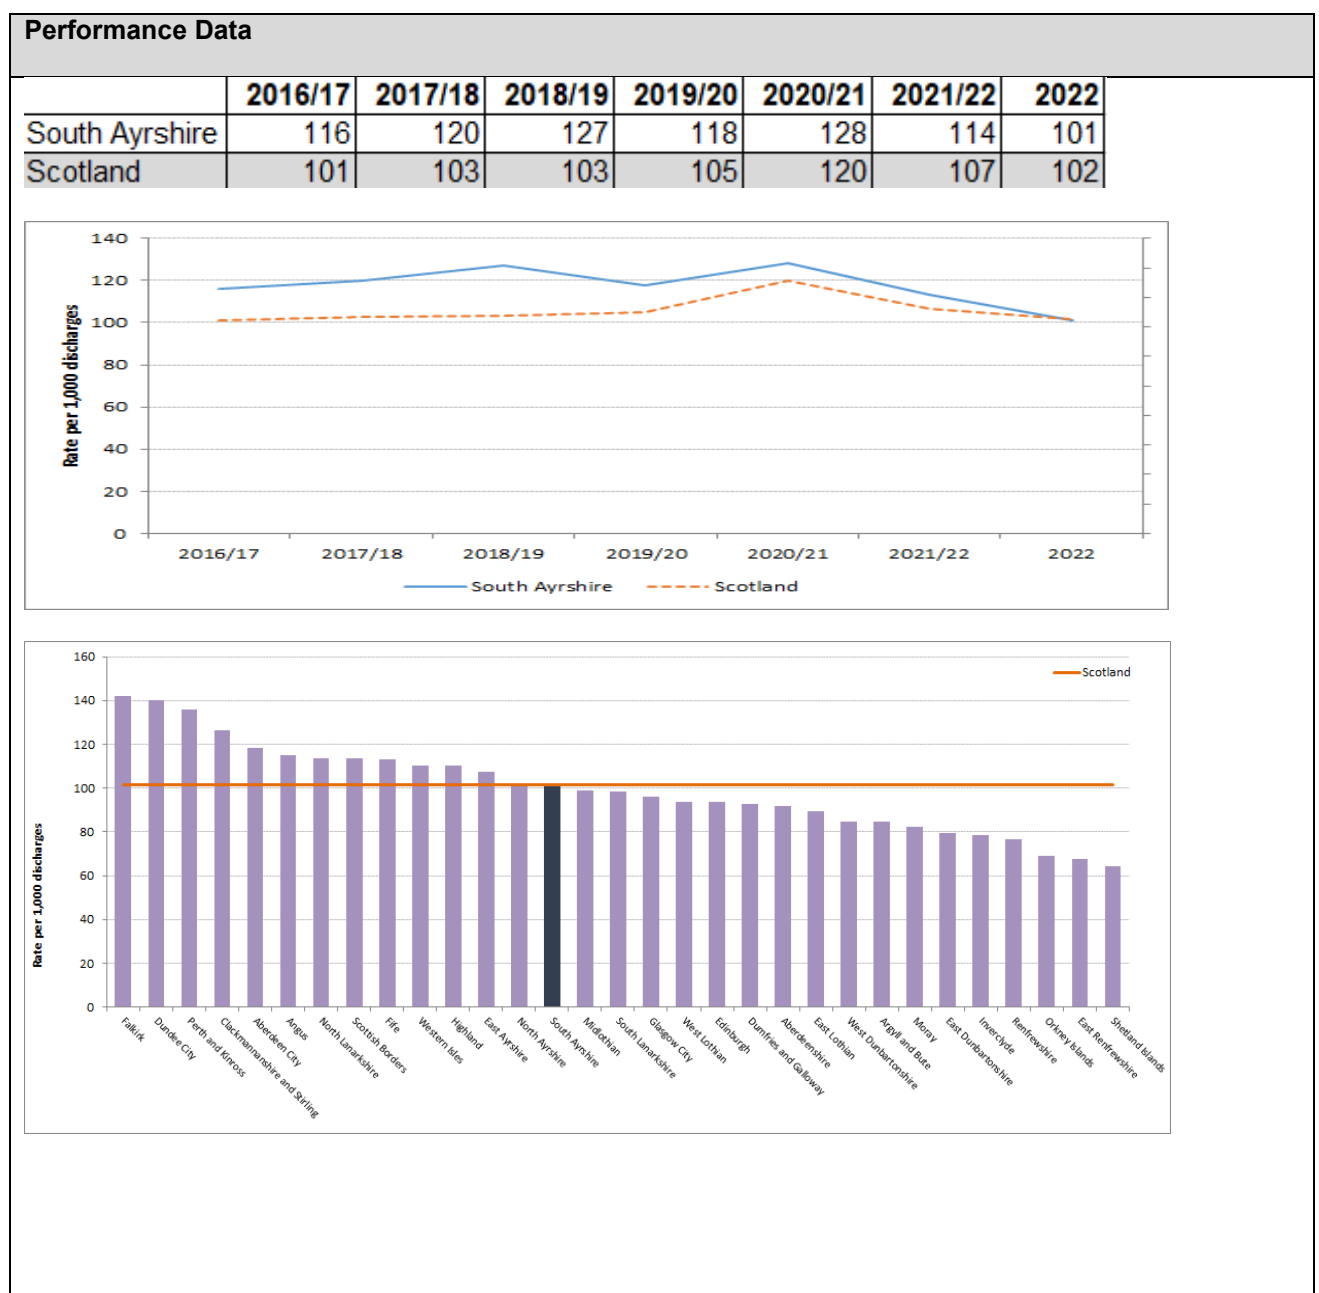 Performance Data
2016/17 2017/18 2018/19 2019/20 2020/21 2021/22 2022
South Ayrshire 116 120 127 118 128 114 101
Scotland 101 103 103 105 120 107 102
140
120
100
80
60
40
20
0
Rate per 1,000 discharges
2016/17 2017/18 2018/19 2019/20 2020/21 2021/22 2022
South Ayrshire Scotland
160
140
120
100
80
60
40
20
0
Rate per 1,000 discharges
Scotland
Falkirk
Dundee City
Perth and Kinross
Clackmannanshire and Stirling
Aberdeen City
Angus
North Lanarkshire
Scottish Borders
Fife
Western Isles
Highland
East Ayrshire
North Ayrshire
South Ayrshire
Midlothian
South Lanarkshire
Glasgow City
West Lothian
Edinburgh
Dumfries and Galloway
Aberdeenshire
East Lothian
West Dunbartonshire
Argyll and Bute
Moray
East Dunbartonshire
Inverclyde
Renfrewshire
Orkney Islands
East Renfrewshire
Shetland Islands